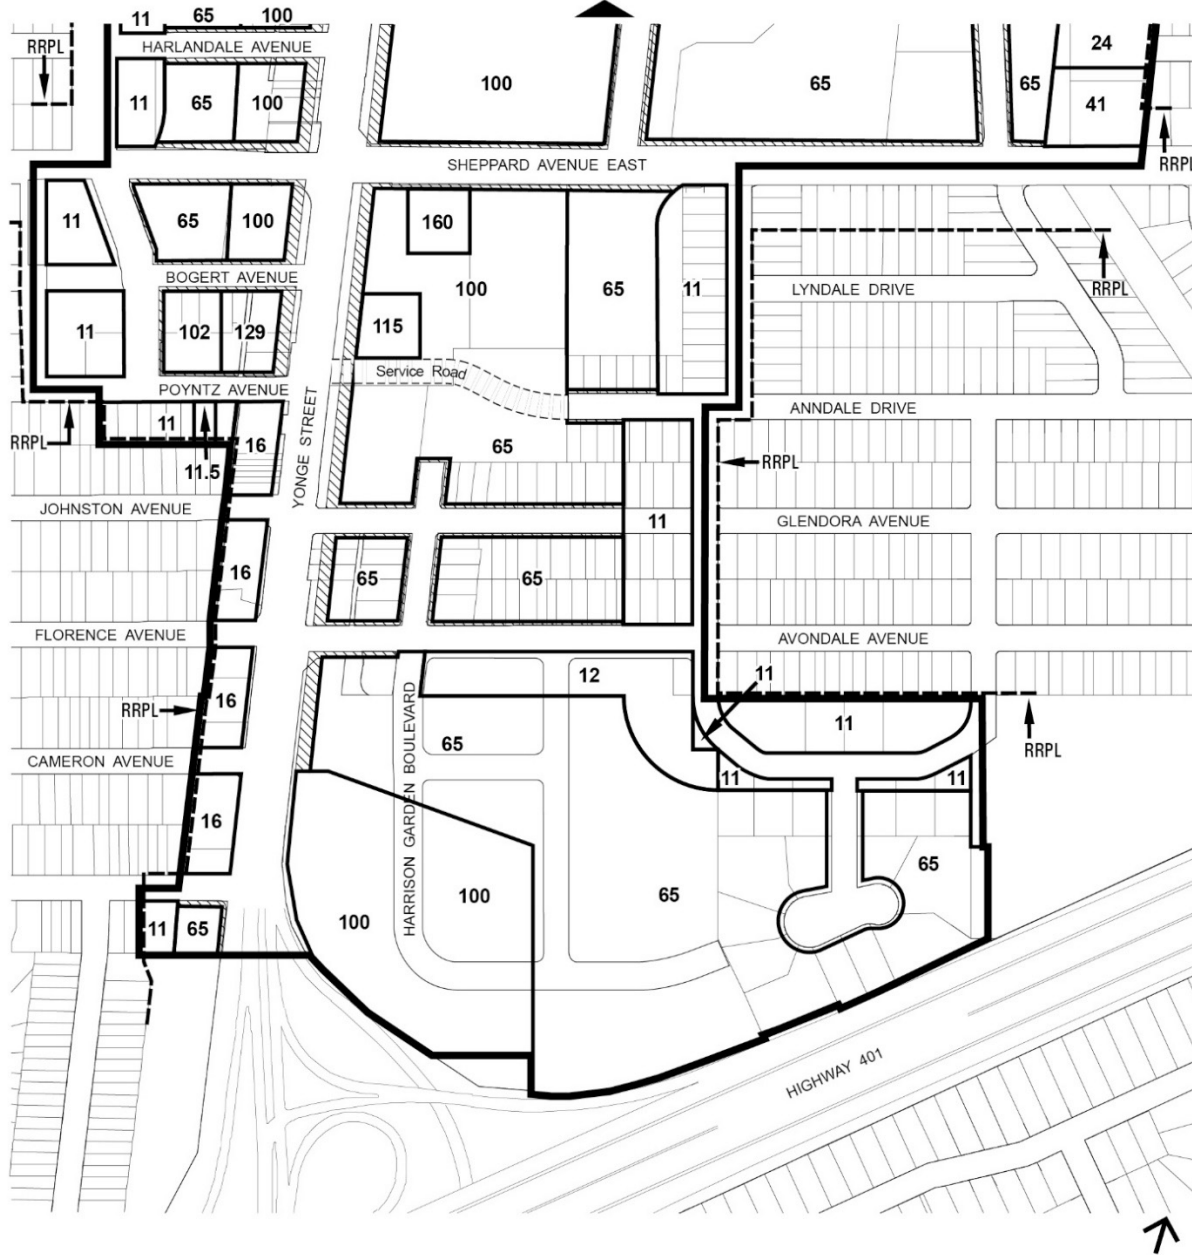 11 65 100
RRPL
HARLANDALE AVENUE
24
11 65 100
100
65
65
41
SHEPPARD AVENUE EAST
RRPL
11
65
100
160
BOGERT AVENUE
100
65
11
LYNDALE DRIVE
RRPL
11
102
129
115
Service Road
POYNTZ AVENUE
YONGE STREET
ANNDALE DRIVE
RRPL
11
11.5
16
65
RRPL
JOHNSTON AVENUE
11
GLENDORA AVENUE
16
65
65
FLORENCE AVENUE
AVONDALE AVENUE
12
11
RRPL
16
HARRISON GARDEN BOULEVARD
65
11
RRPL
CAMERON AVENUE
11
11
16
65
100
100
65
11
65
HIGHWAY 401